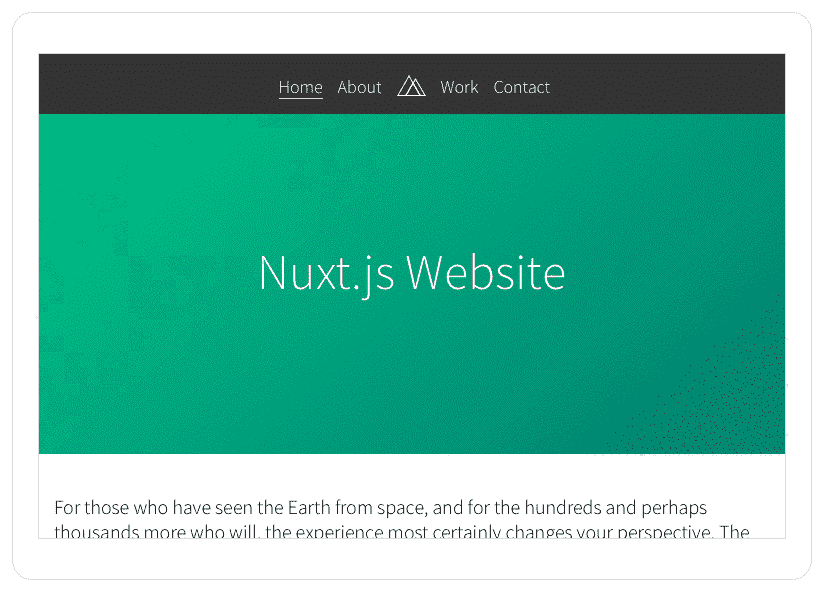 Home About Work Contact
Nuxt.js Website
For those who have seen the Earth from space, and for the hundreds and perhaps
thousands more who will, the experience most certainly changes your perspective. The